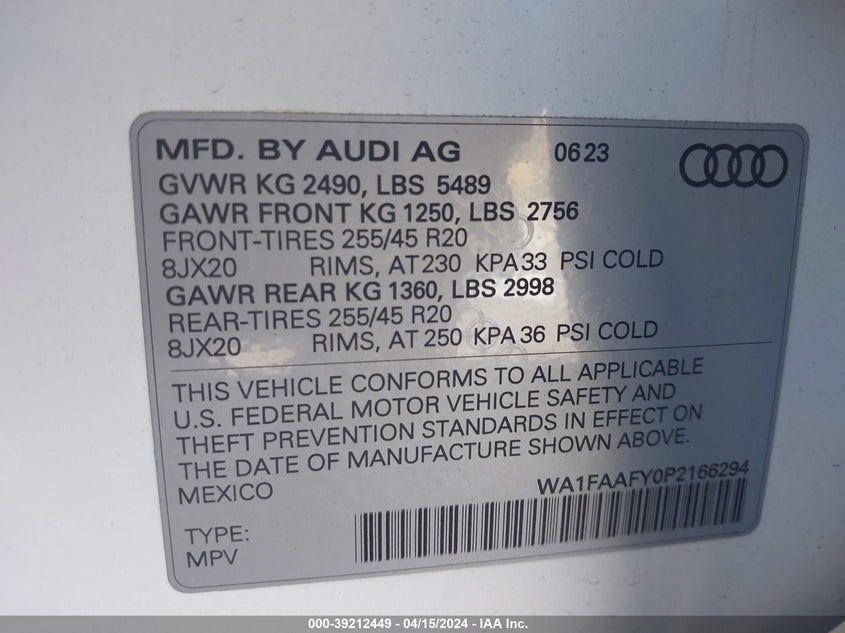 MFD. BY AUDI AG 0623
GVWR KG 2490, LBS 5489
GAWR FRONT KG 1250, LBS 2756
FRONT-TIRES 255/45 R20
8JX20 RIMS, AT 230 KPA 33 PSI COLD
GAWR REAR KG 1360, LBS 2998
REAR-TIRES 255/45 R20
8JX20 RIMS, AT 250 KPA 36 PSI COLD
THIS VEHICLE CONFORMS TO ALL APPLICABLE
U.S. FEDERAL MOTOR VEHICLE SAFETY AND
THEFT PREVENTION STANDARDS IN EFFECT ON
THE DATE OF MANUFACTURE SHOWN ABOVE.
MEXICO WA1FAAFY0P2166294
TYPE:
MPV
000-39212449 - 04/15/2024 - IAA Inc.